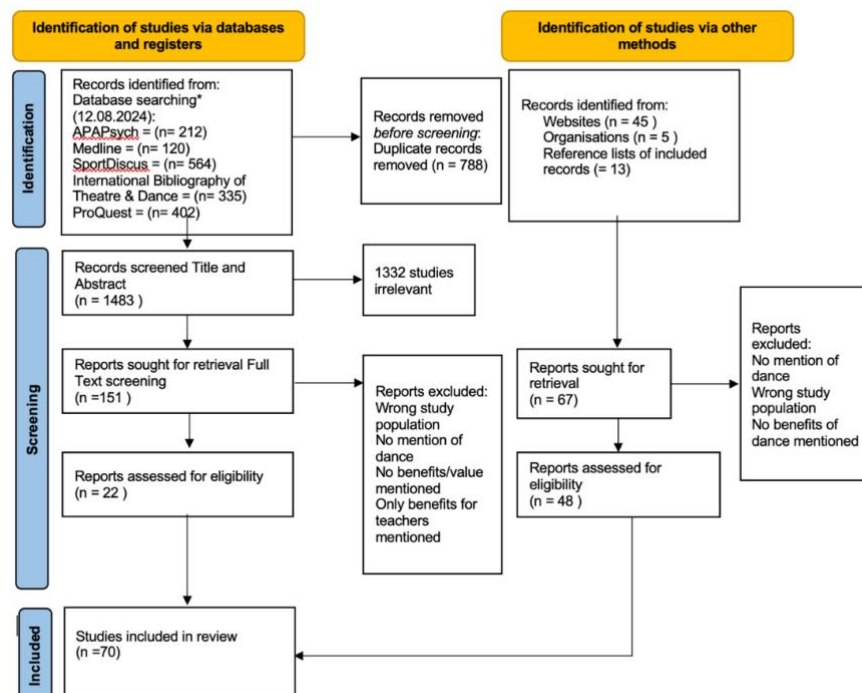 Identification of studies via databases
and registers
Identification of studies via other
methods
Identification
Records identified from:
Database searching*
(12.08.2024):
APAPsych = (n= 212)
Medline = (n= 120)
SportDiscus = (n= 564)
International Bibliography of
Theatre & Dance = (n= 335)
ProQuest = (n= 402)
Records removed
before screening:
Duplicate records
removed (n = 788)
Records identified from:
Websites (n = 45 )
Organisations (n = 5 )
Reference lists of included
records (= 13)
Screening
Records screened Title and
Abstract
(n = 1483 )
1332 studies
irrelevant
Reports sought for retrieval Full
Text screening
(n =151 )
Reports excluded:
Wrong study
population
No mention of
dance
No benefits/value
mentioned
Only benefits for
teachers
mentioned
Reports sought for
retrieval
(n = 67)
Reports
excluded:
No mention of
dance
Wrong study
population
No benefits of
dance mentioned
Reports assessed for eligibility
(n = 22 )
Reports assessed for
eligibility
(n = 48 )
Included
Studies included in review
(n =70)